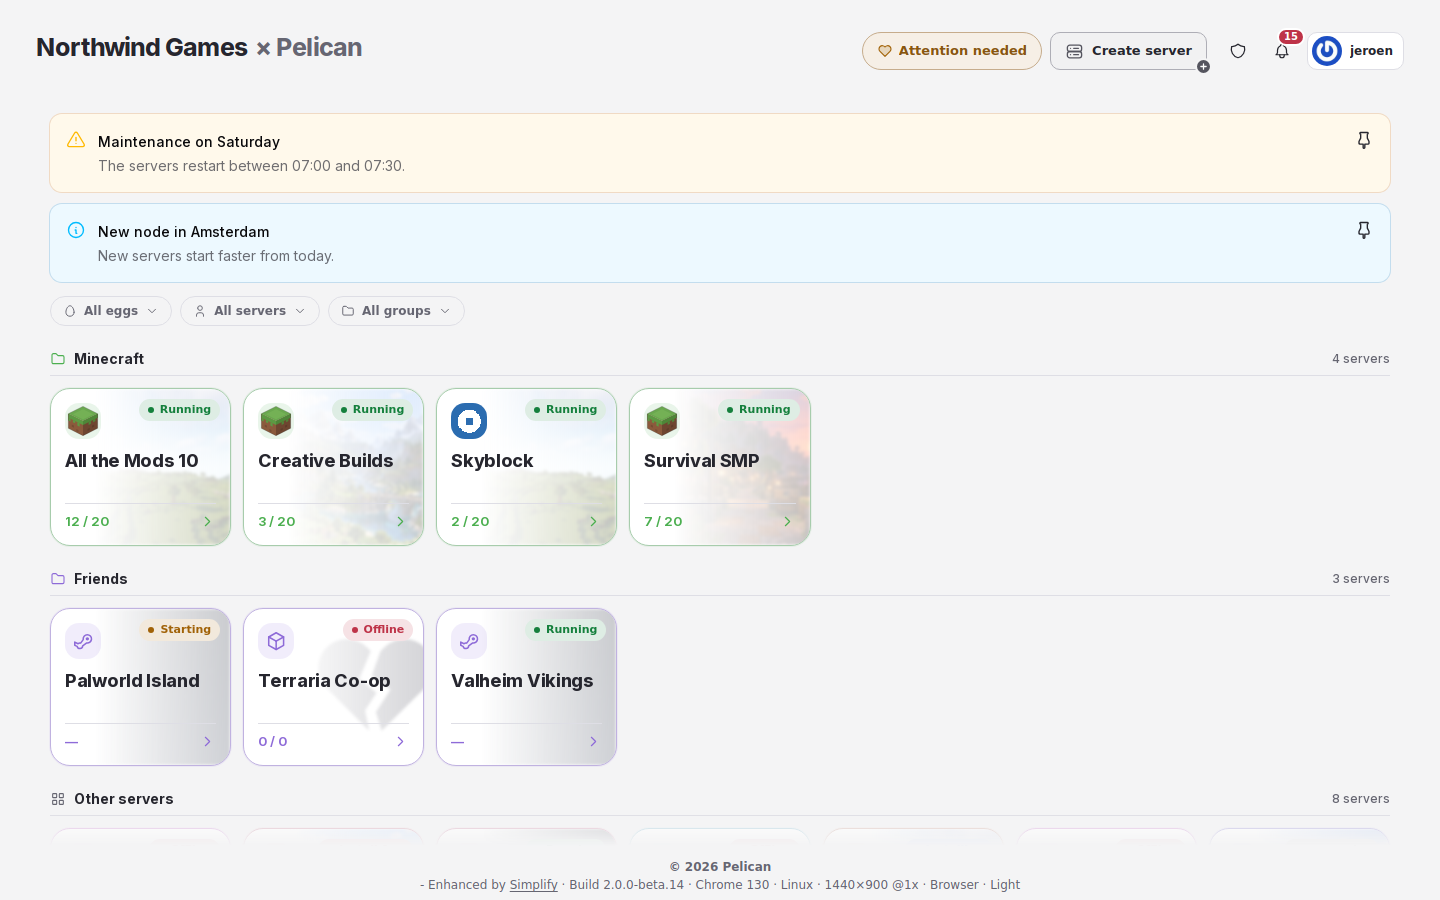 Northwind Games × Pelican
Attention needed
Create server
15
jeroen
Maintenance on Saturday
The servers restart between 07:00 and 07:30.
New node in Amsterdam
New servers start faster from today.
All eggs
All servers
All groups
Minecraft
4 servers
Running
All the Mods 10
12 / 20
Running
Creative Builds
3 / 20
Running
Skyblock
2 / 20
Running
Survival SMP
7 / 20
Friends
3 servers
Starting
Palworld Island
—
Offline
Terraria Co-op
0 / 0
Running
Valheim Vikings
—
Other servers
8 servers
© 2026 Pelican
- Enhanced by Simplify · Build 2.0.0-beta.14 · Chrome 130 · Linux · 1440×900 @1x · Browser · Light